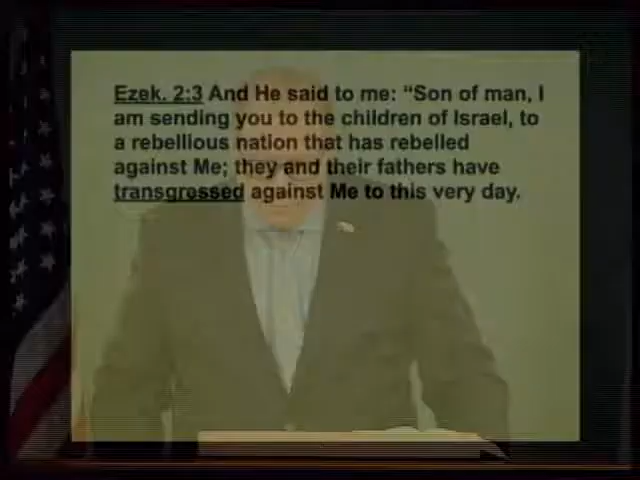 Ezek. 2:3 And He said to me: “Son of man, I
am sending you to the children of Israel, to
a rebellious nation that has rebelled
against Me; they and their fathers have
transgressed against Me to this very day.